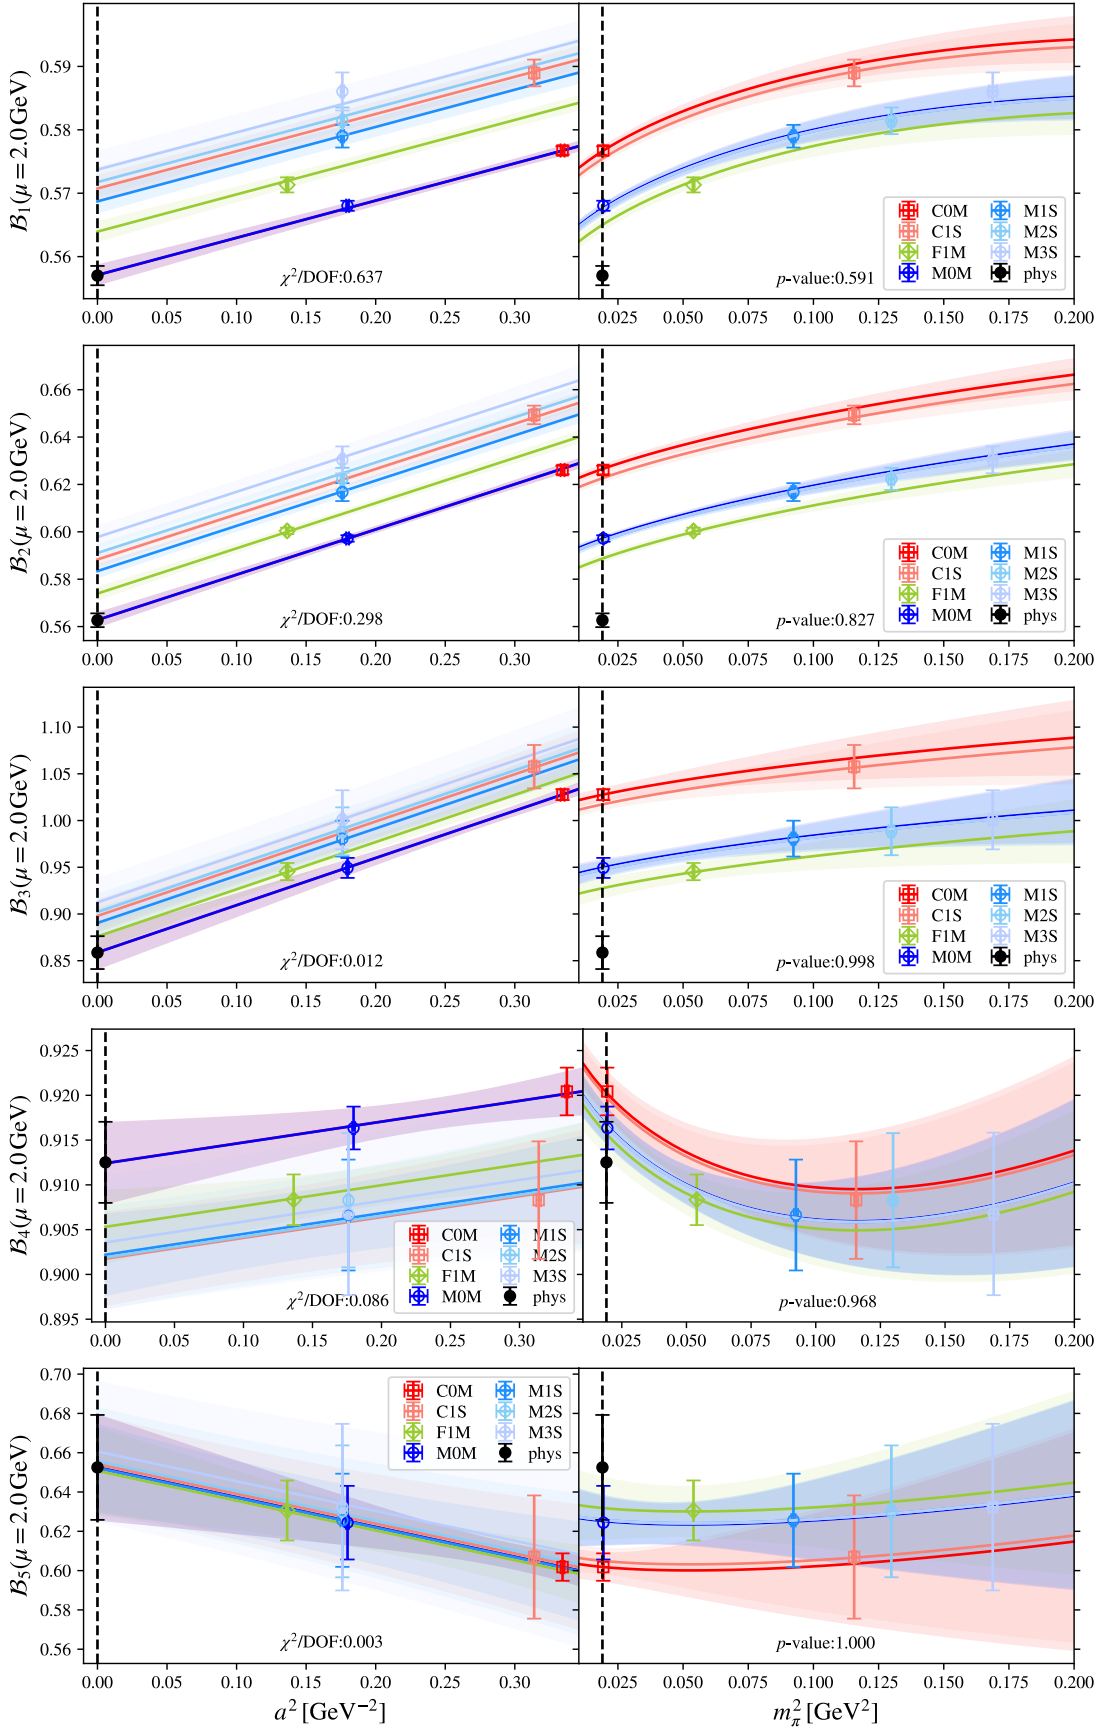 B₁(μ = 2.0 GeV)
0.59
0.58
0.57
0.56
χ²/DOF:0.637
p-value:0.591
C0M M1S
C1S M2S
F1M M3S
M0M phys
0.00 0.05 0.10 0.15 0.20 0.25 0.30
0.025 0.050 0.075 0.100 0.125 0.150 0.175 0.200
B₂(μ = 2.0 GeV)
0.66
0.64
0.62
0.60
0.58
0.56
χ²/DOF:0.298
p-value:0.827
C0M M1S
C1S M2S
F1M M3S
M0M phys
0.00 0.05 0.10 0.15 0.20 0.25 0.30
0.025 0.050 0.075 0.100 0.125 0.150 0.175 0.200
B₃(μ = 2.0 GeV)
1.10
1.05
1.00
0.95
0.90
0.85
χ²/DOF:0.012
p-value:0.998
C0M M1S
C1S M2S
F1M M3S
M0M phys
0.00 0.05 0.10 0.15 0.20 0.25 0.30
0.025 0.050 0.075 0.100 0.125 0.150 0.175 0.200
B₄(μ = 2.0 GeV)
0.925
0.920
0.915
0.910
0.905
0.900
0.895
C0M M1S
C1S M2S
F1M M3S
M0M phys
χ²/DOF:0.086
p-value:0.968
0.00 0.05 0.10 0.15 0.20 0.25 0.30
0.025 0.050 0.075 0.100 0.125 0.150 0.175 0.200
B₅(μ = 2.0 GeV)
0.70
0.68
0.66
0.64
0.62
0.60
0.58
0.56
C0M M1S
C1S M2S
F1M M3S
M0M phys
χ²/DOF:0.003
p-value:1.000
0.00 0.05 0.10 0.15 0.20 0.25 0.30
0.025 0.050 0.075 0.100 0.125 0.150 0.175 0.200
a² [GeV⁻²]
m²_π [GeV²]